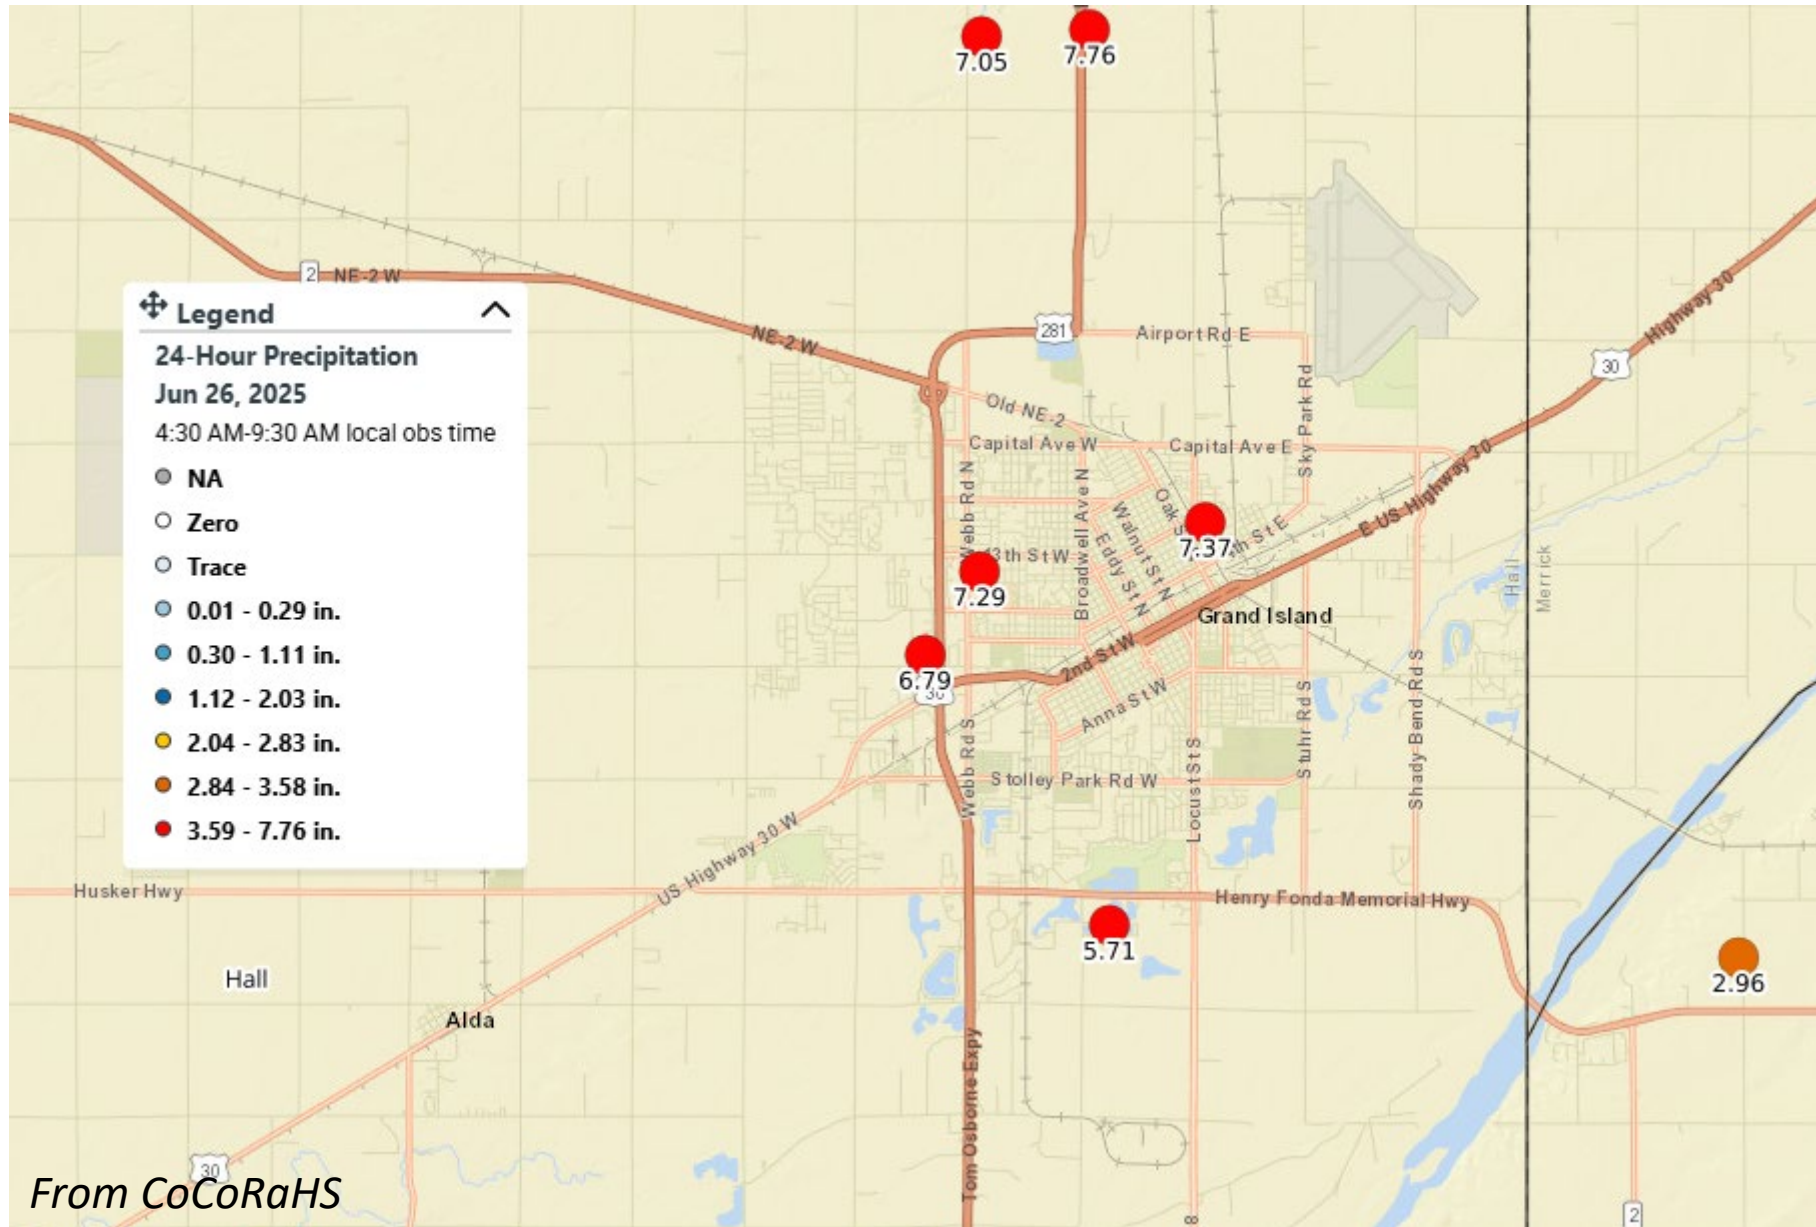 7.05
7.76
2
NE-2 W
Legend
24-Hour Precipitation
Jun 26, 2025
4:30 AM-9:30 AM local obs time
NA
Zero
Trace
0.01 - 0.29 in.
0.30 - 1.11 in.
1.12 - 2.03 in.
2.04 - 2.83 in.
2.84 - 3.58 in.
3.59 - 7.76 in.
NE-2 W
281
Airport Rd E
Highway 30
30
Old NE-2
Sky Park Rd
Capital Ave W
Capital Ave E
E US Highway 30
Webb Rd N
Broadwell Ave N
Walnut St N
Eddy St N
Oak
7.37
St E
St W
7.29
Hall
Merrick
Grand Island
2nd St W
6.79
30
Anna St W
Webb Rd S
Stolley Park Rd W
Locust St S
Stuhr Rd S
Shady Bend Rd S
US Highway 30 W
Husker Hwy
Henry Fonda Memorial Hwy
5.71
2.96
Hall
Alda
Tom Osborne Expy
30
From CoCoRaHS
8
2